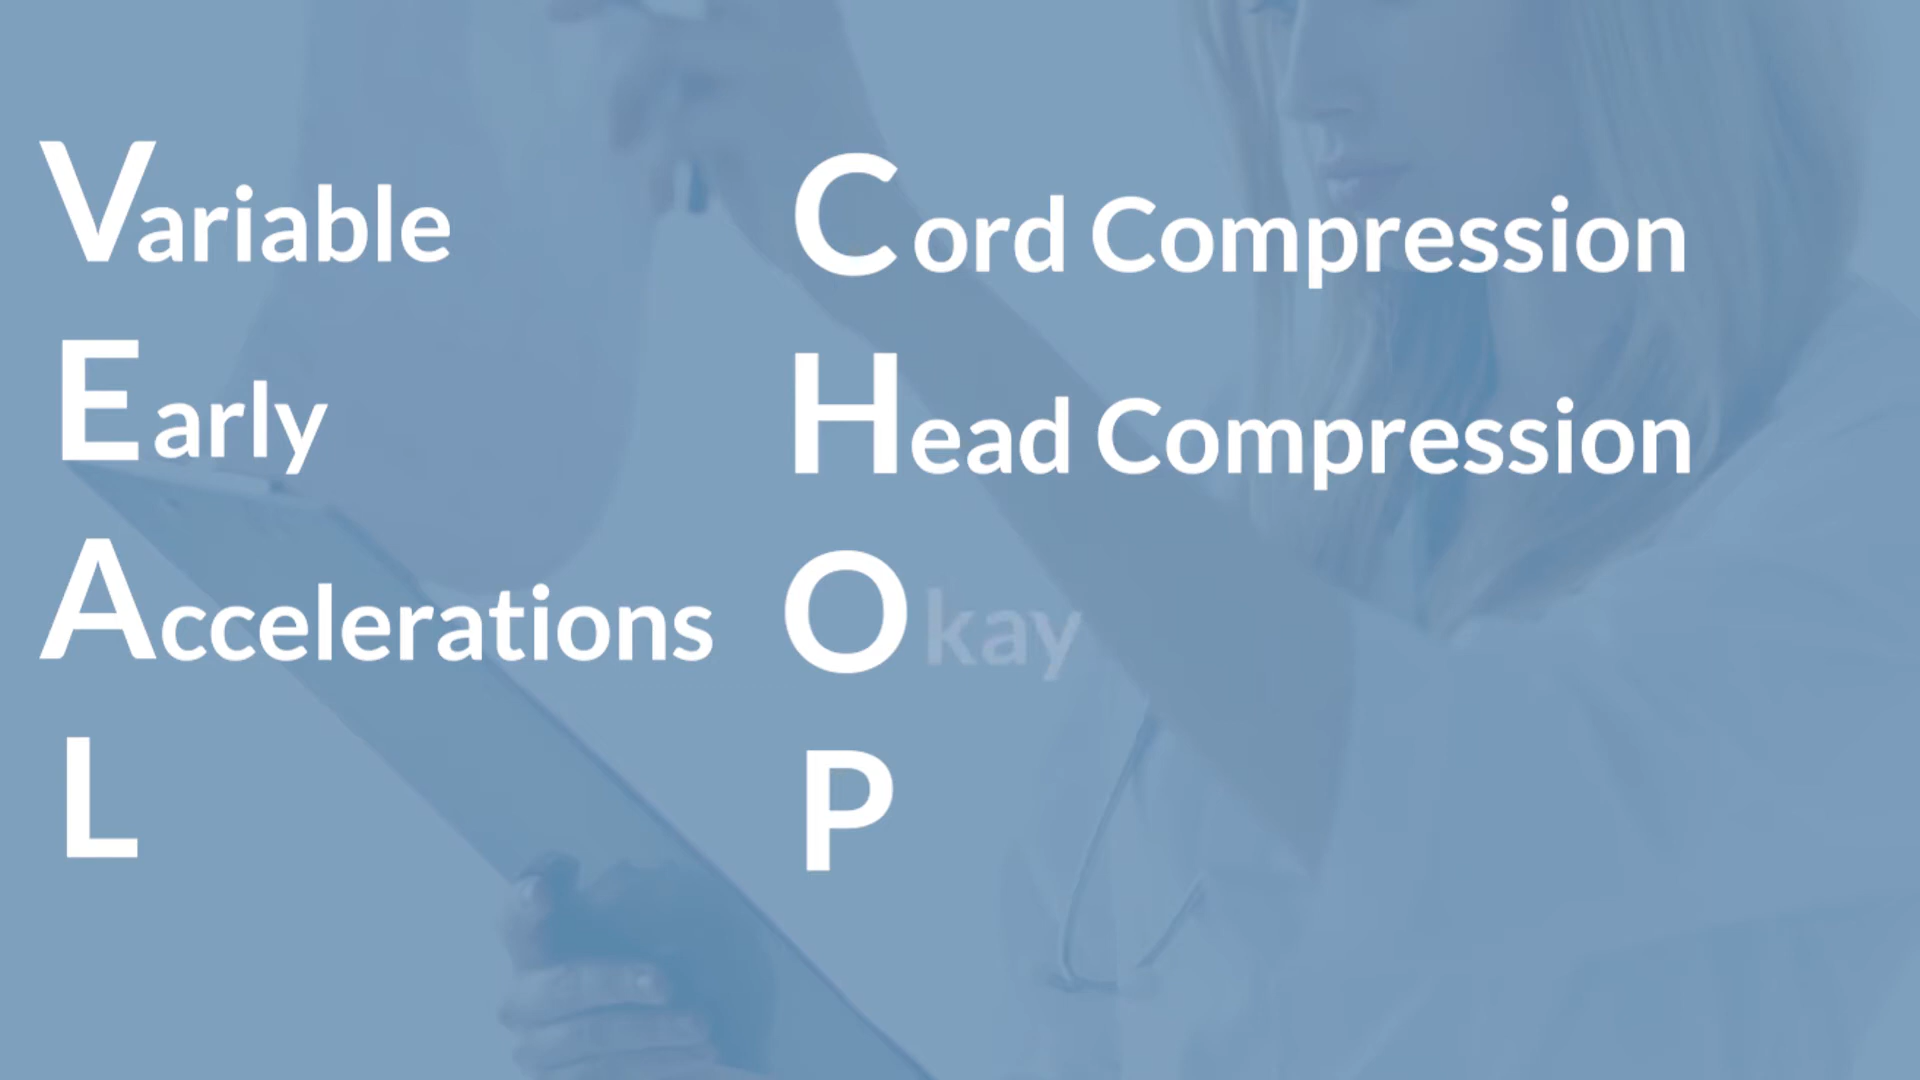 Variable Cord Compression
Early Head Compression
Accelerations Okay
L P